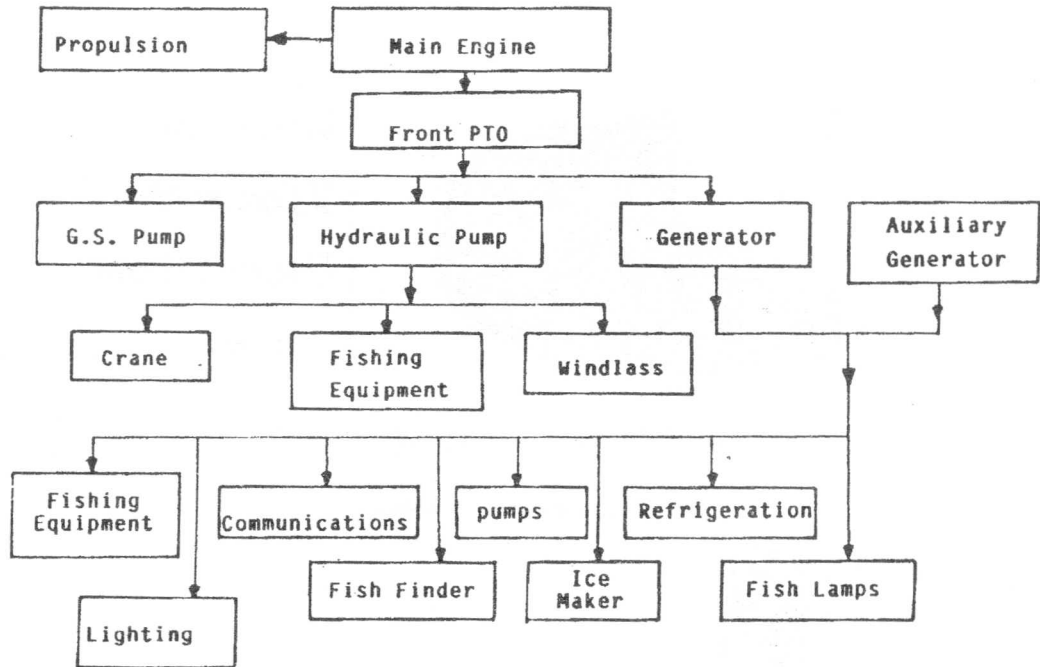 Propulsion
Main Engine
Front PTO
G.S. Pump
Hydraulic Pump
Generator
Auxiliary
Generator
Crane
Fishing
Equipment
Windlass
Fishing
Equipment
Communications
pumps
Refrigeration
Lighting
Fish Finder
Ice
Maker
Fish Lamps